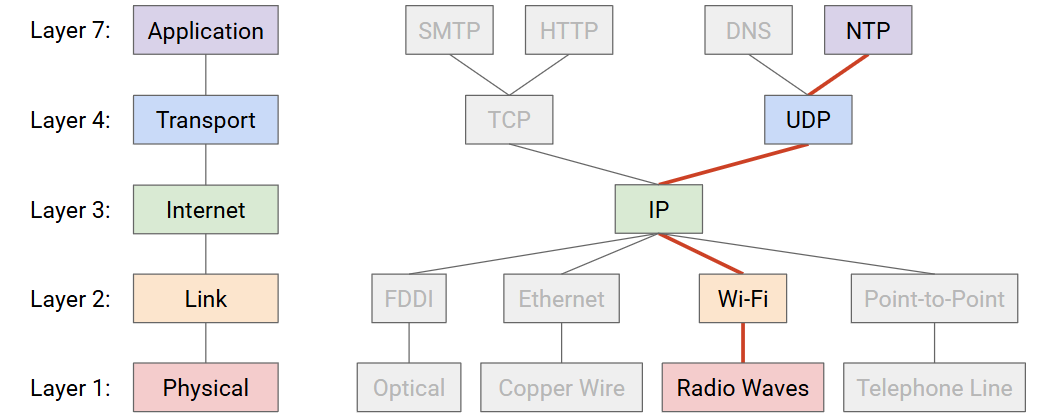 Layer 7: Application SMTP HTTP DNS NTP
Layer 4: Transport TCP UDP
Layer 3: Internet IP
Layer 2: Link FDDI Ethernet Wi-Fi Point-to-Point
Layer 1: Physical Optical Copper Wire Radio Waves Telephone Line